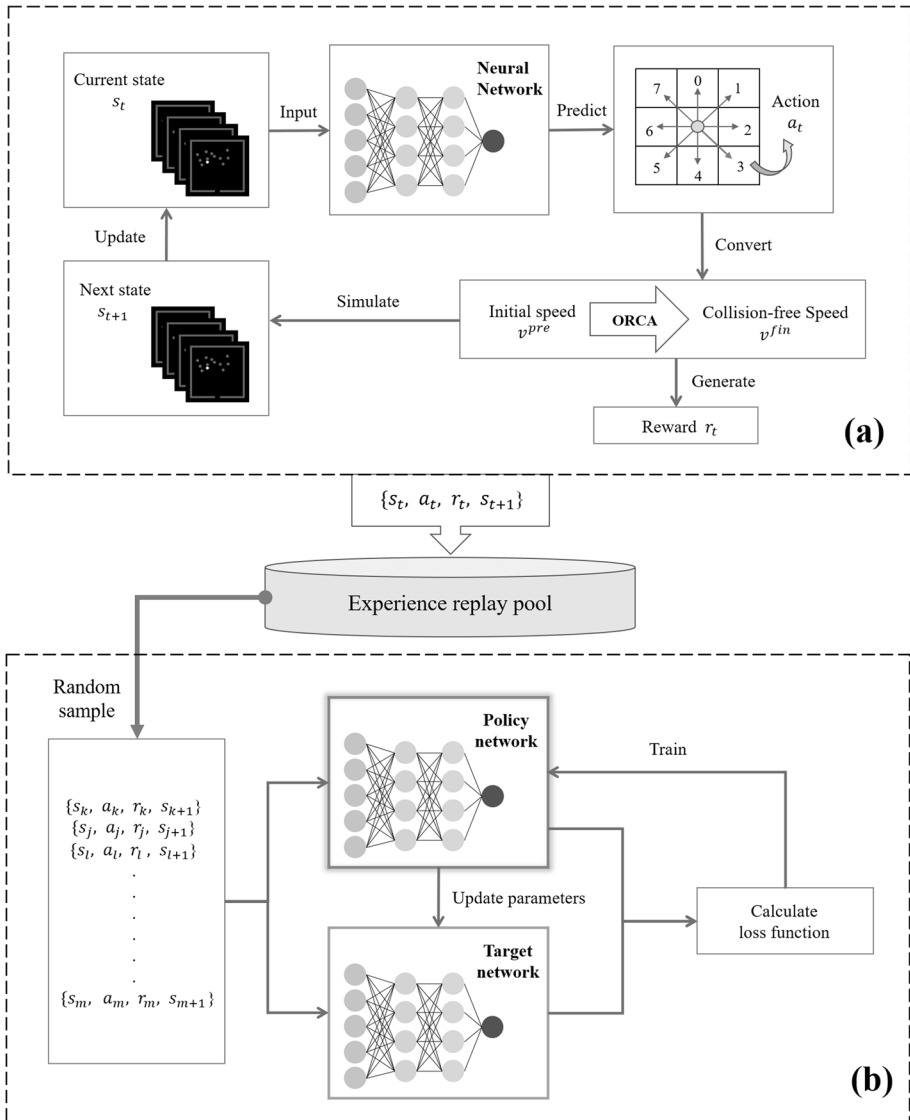 Current state
s_t
Input
Neural
Network
Predict
7 0 1
6 2
5 4 3
Action
a_t
Update
Convert
Next state
s_{t+1}
Simulate
Initial speed
v^{pre}
ORCA
Collision-free Speed
v^{fin}
Generate
Reward r_t
(a)
{s_t, a_t, r_t, s_{t+1}}
Experience replay pool
Random
sample
{s_k, a_k, r_k, s_{k+1}}
{s_j, a_j, r_j, s_{j+1}}
{s_l, a_l, r_l , s_{l+1}}
.
.
.
.
.
.
{s_m, a_m, r_m, s_{m+1}}
Policy
network
Train
Update parameters
Calculate
loss function
Target
network
(b)